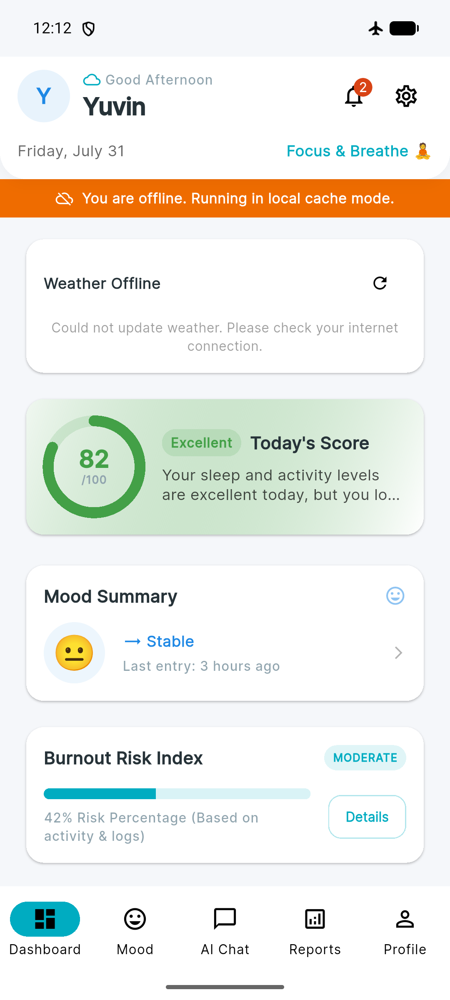 12:12
Y
Good Afternoon
Yuvin
2
Friday, July 31
Focus & Breathe 🧘
You are offline. Running in local cache mode.
Weather Offline
Could not update weather. Please check your internet
connection.
82
/100
Excellent
Today's Score
Your sleep and activity levels
are excellent today, but you lo...
Mood Summary
→ Stable
Last entry: 3 hours ago
Burnout Risk Index
MODERATE
42% Risk Percentage (Based on
activity & logs)
Details
Dashboard
Mood
AI Chat
Reports
Profile